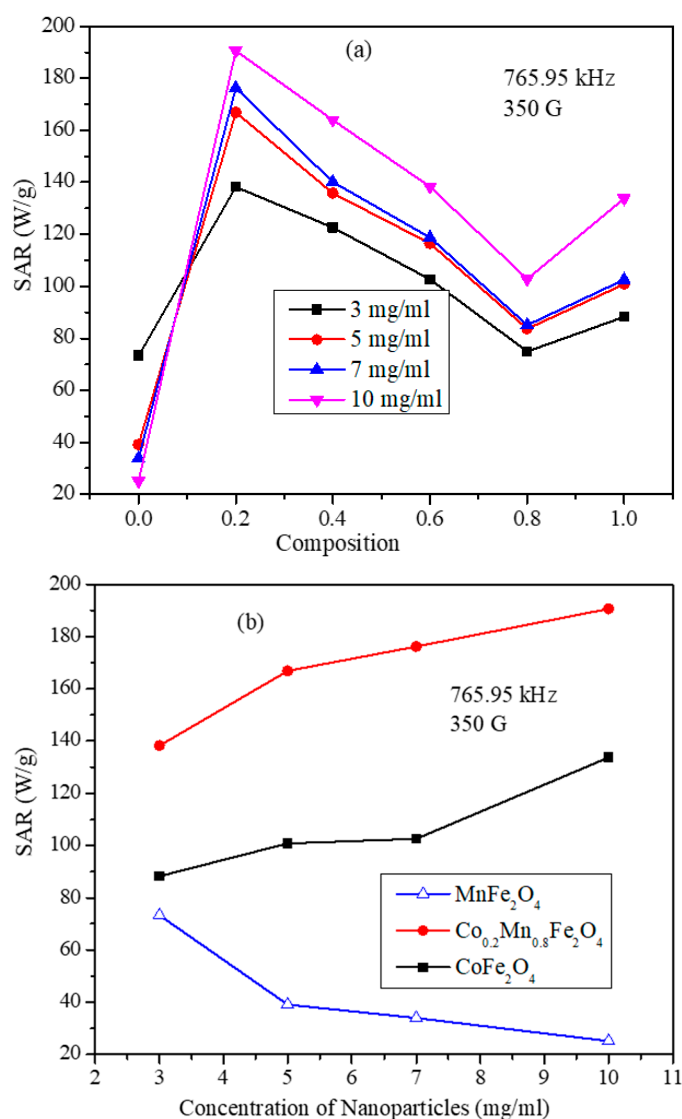 200
180
160
140
120
100
80
60
40
20
SAR (W/g)
(a)
765.95 kHz
350 G
3 mg/ml
5 mg/ml
7 mg/ml
10 mg/ml
0.0 0.2 0.4 0.6 0.8 1.0
Composition
200
180
160
140
120
100
80
60
40
20
SAR (W/g)
(b)
765.95 kHz
350 G
MnFe₂O₄
Co₀.₂Mn₀.₈Fe₂O₄
CoFe₂O₄
2 3 4 5 6 7 8 9 10 11
Concentration of Nanoparticles (mg/ml)